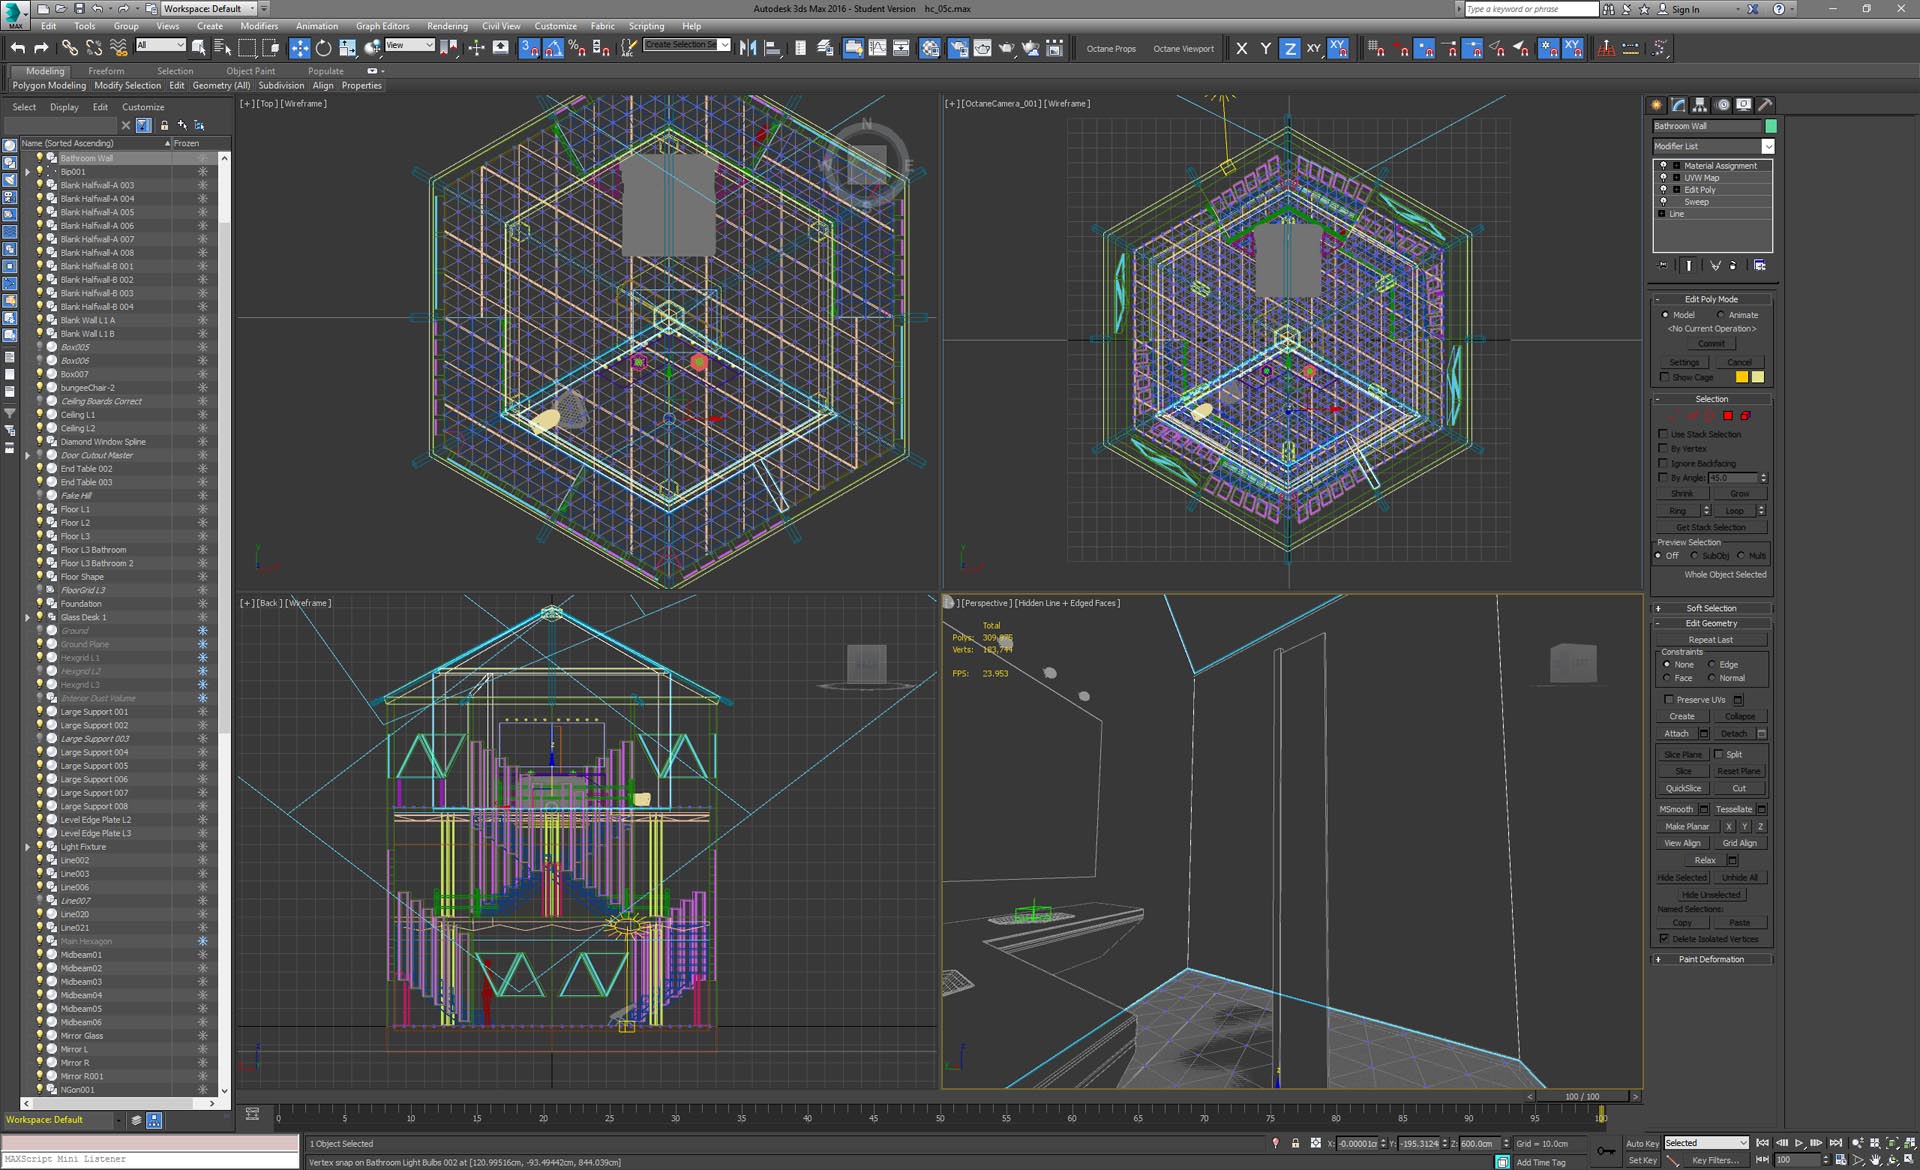 Workspace: Default
Autodesk 3ds Max 2016 - Student Version hc_05c.max
Type a keyword or phrase
Sign In
MAX
Edit Tools Group Views Create Modifiers Animation Graph Editors Rendering Civil View Customize Fabric Scripting Help
All View Create Selection Se Octane Props Octane Viewport X Y Z XY XY
Modeling Freeform Selection Object Paint Populate
Polygon Modeling Modify Selection Edit Geometry (All) Subdivision Align Properties
Select Display Edit Customize
Name (Sorted Ascending) Frozen
Bathroom Wall
Bip001
Blank Halfwall-A 003
Blank Halfwall-A 004
Blank Halfwall-A 005
Blank Halfwall-A 006
Blank Halfwall-A 007
Blank Halfwall-A 008
Blank Halfwall-B 001
Blank Halfwall-B 002
Blank Halfwall-B 003
Blank Halfwall-B 004
Blank Wall L1 A
Blank Wall L1 B
Box005
Box006
Box007
bungeeChair-2
Ceiling Boards Correct
Ceiling L1
Ceiling L2
Diamond Window Spline
Door Cutout Master
End Table 002
End Table 003
Fake Hill
Floor L1
Floor L2
Floor L3
Floor L3 Bathroom
Floor L3 Bathroom 2
Floor Shape
FloorGrid L3
Foundation
Glass Desk 1
Ground
Ground Plane
Hexgrid L1
Hexgrid L2
Hexgrid L3
Interior Dust Volume
Large Support 001
Large Support 002
Large Support 003
Large Support 004
Large Support 005
Large Support 006
Large Support 007
Large Support 008
Level Edge Plate L2
Level Edge Plate L3
Light Fixture
Line002
Line003
Line006
Line007
Line020
Line021
Main Hexagon
Midbeam01
Midbeam02
Midbeam03
Midbeam04
Midbeam05
Midbeam06
Mirror Glass
Mirror L
Mirror R
Mirror R001
NGon001
Workspace: Default
[+] [Top] [Wireframe]
N
E
[+] [OctaneCamera_001] [Wireframe]
[+] [Back] [Wireframe]
[+] [Perspective] [Hidden Line + Edged Faces]
Total
Polys: 309,
Verts:
FPS: 23.953
Bathroom Wall
Modifier List
Material Assignment
UVW Map
Edit Poly
Sweep
Line
Edit Poly Mode
Model Animate
<No Current Operation>
Commit
Settings Cancel
Show Cage
Selection
Use Stack Selection
By Vertex
Ignore Backfacing
By Angle: 45.0
Shrink Grow
Ring Loop
Get Stack Selection
Preview Selection
Off SubObj Multi
Whole Object Selected
Soft Selection
Edit Geometry
Repeat Last
Constraints
None Edge
Face Normal
Preserve UVs
Create Collapse
Attach Detach
Slice Plane Split
Slice Reset Plane
QuickSlice Cut
MSmooth Tessellate
Make Planar X Y Z
View Align Grid Align
Relax
Hide Selected Unhide All
Hide Unselected
Named Selections:
Copy Paste
Delete Isolated Vertices
Paint Deformation
100 / 100
0 5 10 15 20 25 30 35 40 45 50 55 60 65 70 75 80 85 90 95 100
1 Object Selected
X: -0.00001c Y: -195.3124 Z: 600.0cm Grid = 10.0cm Auto Key Selected
MAXScript Mini Listener
Vertex snap on Bathroom Light Bulbs 002 at [120.99516cm, -93.49442cm, 844.039cm]
Add Time Tag Set Key Key Filters... 100